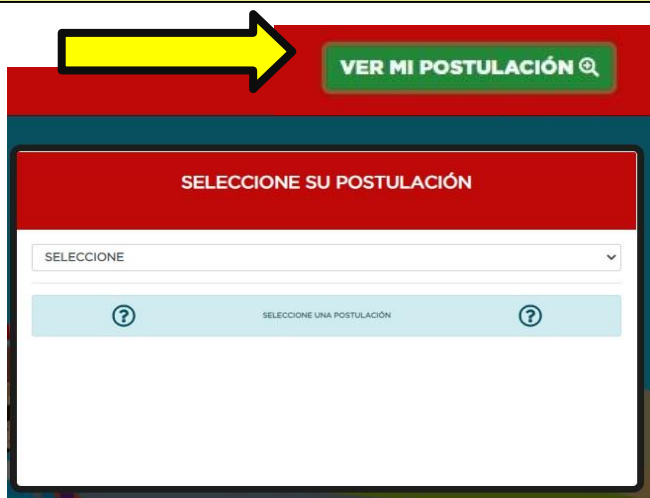 VER MI POSTULACIÓN
SELECCIONE SU POSTULACIÓN
SELECCIONE
SELECCIONE UNA POSTULACIÓN